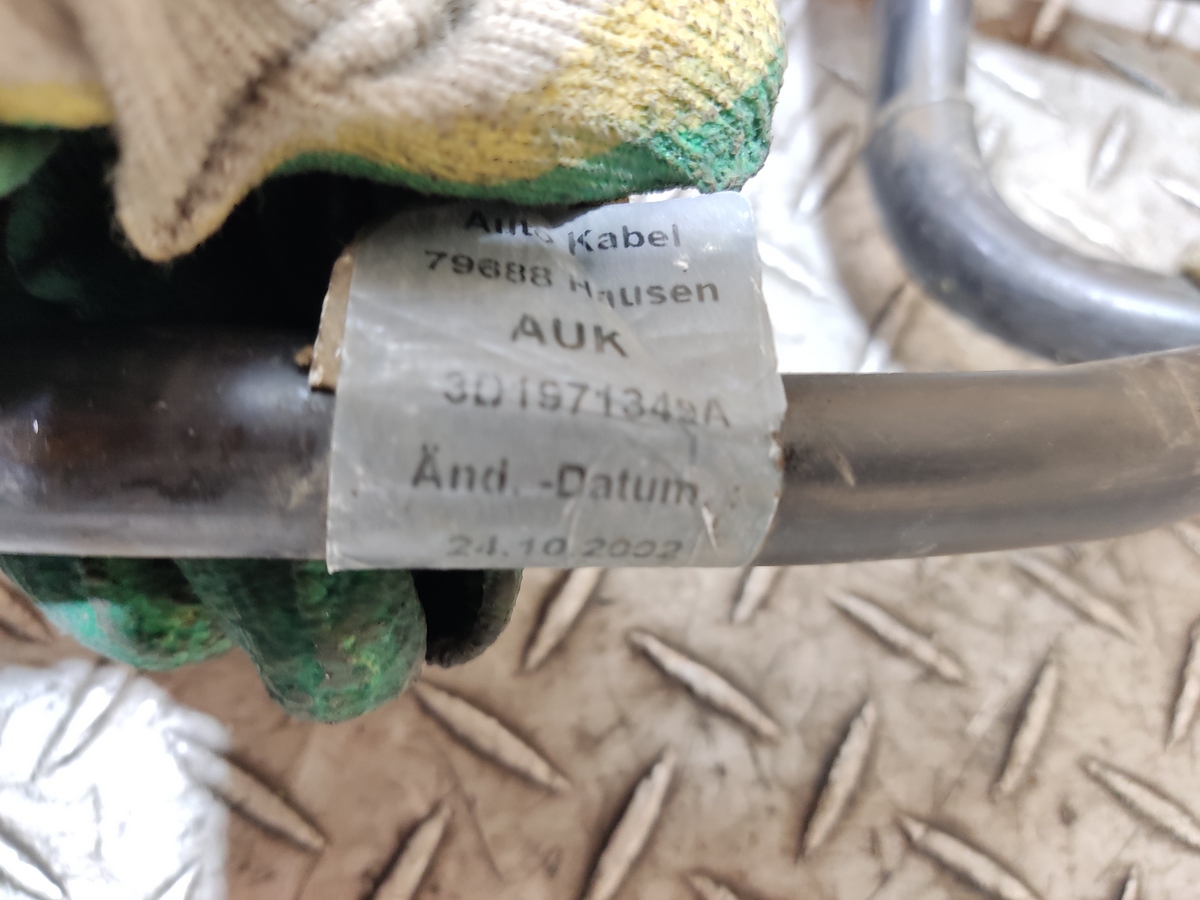 Auto Kabel
79688 Hausen
AUK
3D1971349A
Änd. -Datum. :
24.10.2002